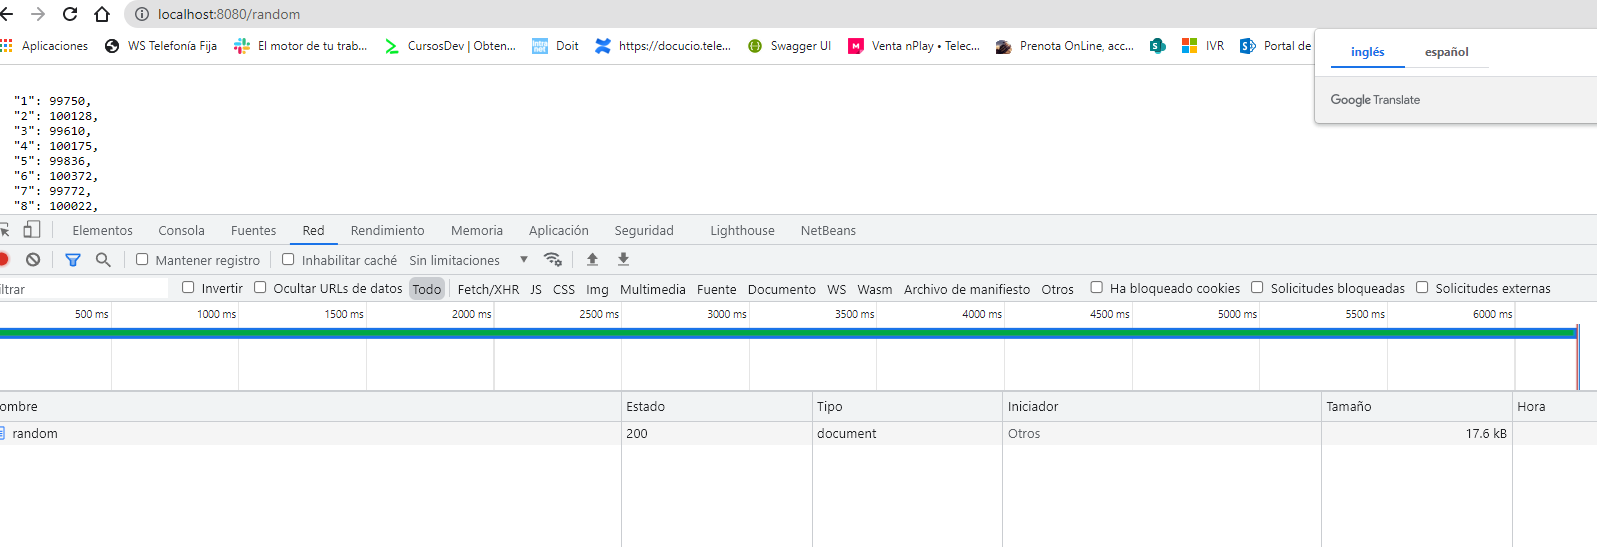 localhost:8080/random
Aplicaciones WS Telefonía Fija El motor de tu trab... CursosDev | Obten... Doit https://docucio.tele... Swagger UI Venta nPlay • Telec... Prenota OnLine, acc... IVR Portal de
inglés español
Google Translate
"1": 99750,
"2": 100128,
"3": 99610,
"4": 100175,
"5": 99836,
"6": 100372,
"7": 99772,
"8": 100022,
Elementos Consola Fuentes Red Rendimiento Memoria Aplicación Seguridad Lighthouse NetBeans
Mantener registro Inhabilitar caché Sin limitaciones
iltrar Invertir Ocultar URLs de datos Todo Fetch/XHR JS CSS Img Multimedia Fuente Documento WS Wasm Archivo de manifiesto Otros Ha bloqueado cookies Solicitudes bloqueadas Solicitudes externas
500 ms 1000 ms 1500 ms 2000 ms 2500 ms 3000 ms 3500 ms 4000 ms 4500 ms 5000 ms 5500 ms 6000 ms
ombre Estado Tipo Iniciador Tamaño Hora
random 200 document Otros 17.6 kB